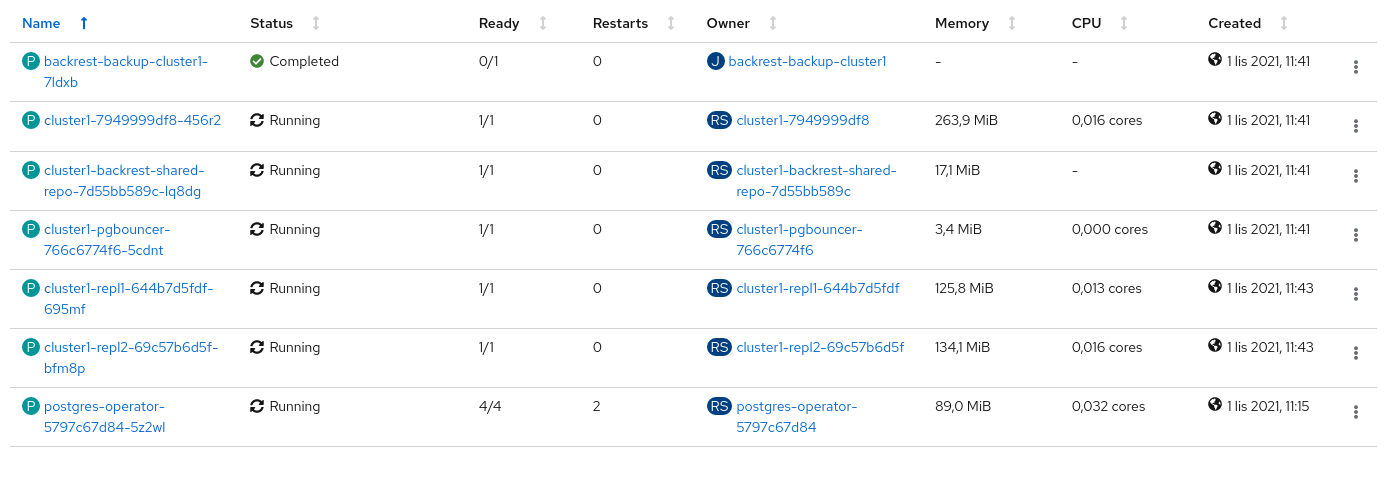 Name Status Ready Restarts Owner Memory CPU Created
P backrest-backup-cluster1- Completed 0/1 0 J backrest-backup-cluster1 - - 1 lis 2021, 11:41
7ldxb
P cluster1-7949999df8-456r2 Running 1/1 0 RS cluster1-7949999df8 263,9 MiB 0,016 cores 1 lis 2021, 11:41
P cluster1-backrest-shared- Running 1/1 0 RS cluster1-backrest-shared- 17,1 MiB - 1 lis 2021, 11:41
repo-7d55bb589c-lq8dg repo-7d55bb589c
P cluster1-pgbouncer- Running 1/1 0 RS cluster1-pgbouncer- 3,4 MiB 0,000 cores 1 lis 2021, 11:41
766c6774f6-5cdnt 766c6774f6
P cluster1-repl1-644b7d5fdf- Running 1/1 0 RS cluster1-repl1-644b7d5fdf 125,8 MiB 0,013 cores 1 lis 2021, 11:43
695mf
P cluster1-repl2-69c57b6d5f- Running 1/1 0 RS cluster1-repl2-69c57b6d5f 134,1 MiB 0,016 cores 1 lis 2021, 11:43
bfm8p
P postgres-operator- Running 4/4 2 RS postgres-operator- 89,0 MiB 0,032 cores 1 lis 2021, 11:15
5797c67d84-5z2wl 5797c67d84